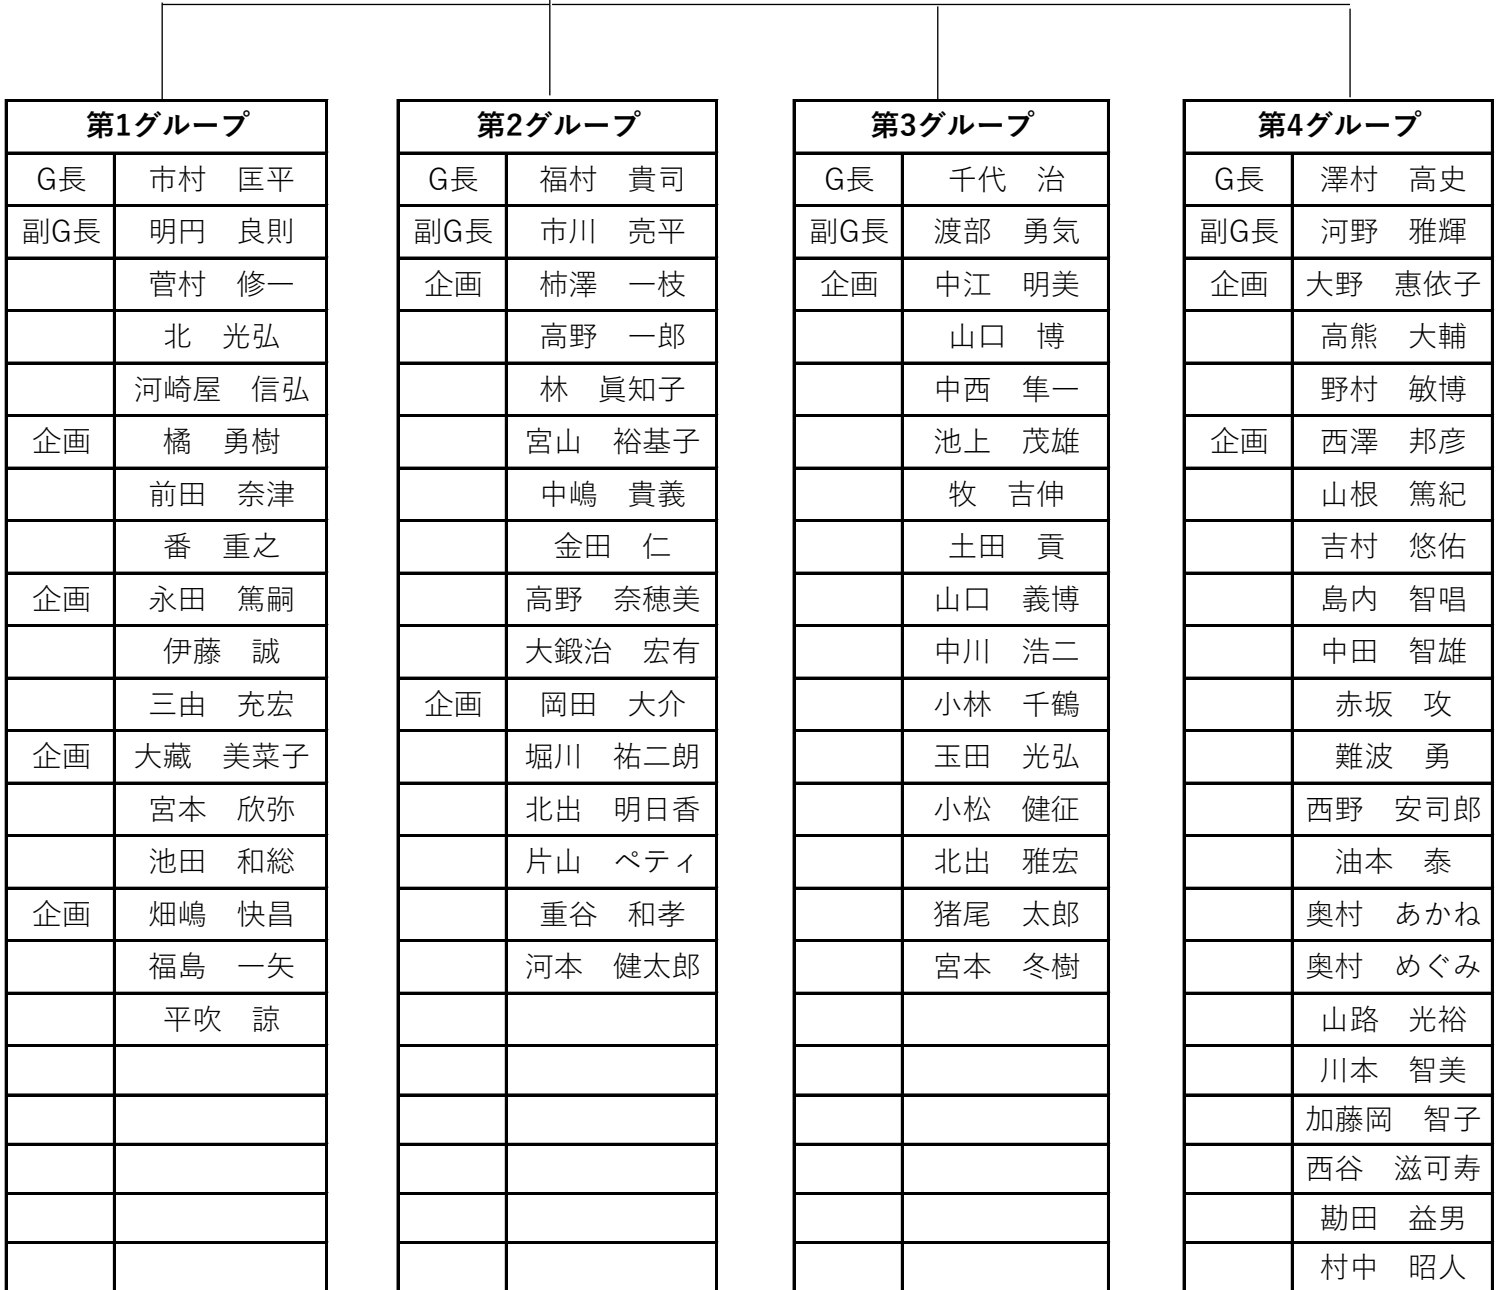 第1グループ
G長 市村　匡平
副G長 明円　良則
菅村　修一
北　光弘
河崎屋　信弘
企画 橘　勇樹
前田　奈津
番　重之
企画 永田　篤嗣
伊藤　誠
三由　充宏
企画 大藏　美菜子
宮本　欣弥
池田　和総
企画 畑嶋　快昌
福島　一矢
平吹　諒
第2グループ
G長 福村　貴司
副G長 市川　亮平
企画 柿澤　一枝
高野　一郎
林　眞知子
宮山　裕基子
中嶋　貴義
金田　仁
高野　奈穂美
大鍛治　宏有
企画 岡田　大介
堀川　祐二朗
北出　明日香
片山　ペティ
重谷　和孝
河本　健太郎
第3グループ
G長 千代　治
副G長 渡部　勇気
企画 中江　明美
山口　博
中西　隼一
池上　茂雄
牧　吉伸
土田　貢
山口　義博
中川　浩二
小林　千鶴
玉田　光弘
小松　健征
北出　雅宏
猪尾　太郎
宮本　冬樹
第4グループ
G長 澤村　高史
副G長 河野　雅輝
企画 大野　惠依子
高熊　大輔
野村　敏博
企画 西澤　邦彦
山根　篤紀
吉村　悠佑
島内　智唱
中田　智雄
赤坂　攻
難波　勇
西野　安司郎
油本　泰
奥村　あかね
奥村　めぐみ
山路　光裕
川本　智美
加藤岡　智子
西谷　滋可寿
勘田　益男
村中　昭人